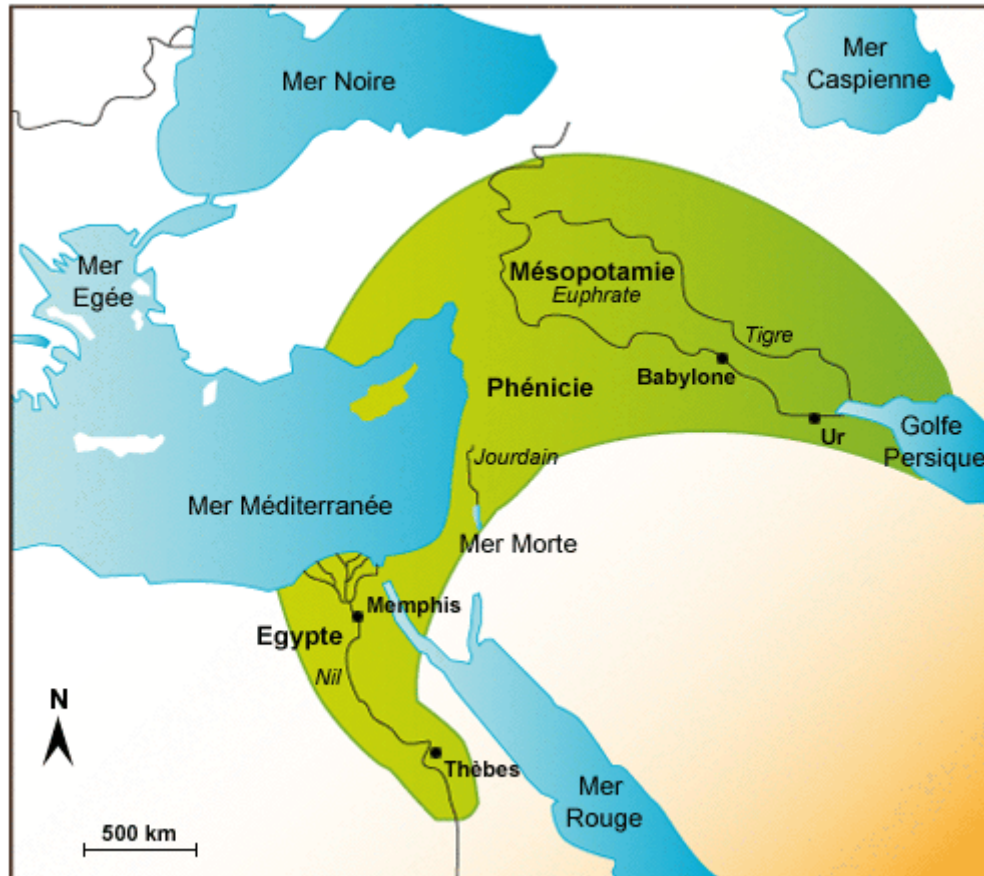 Mer Noire
Mer
Caspienne
Mer
Egée
Mésopotamie
Euphrate
Tigre
Babylone
Phénicie
Ur
Golfe
Persique
Jourdain
Mer Méditerranée
Mer Morte
Memphis
Egypte
Nil
N
Thèbes
Mer
Rouge
500 km